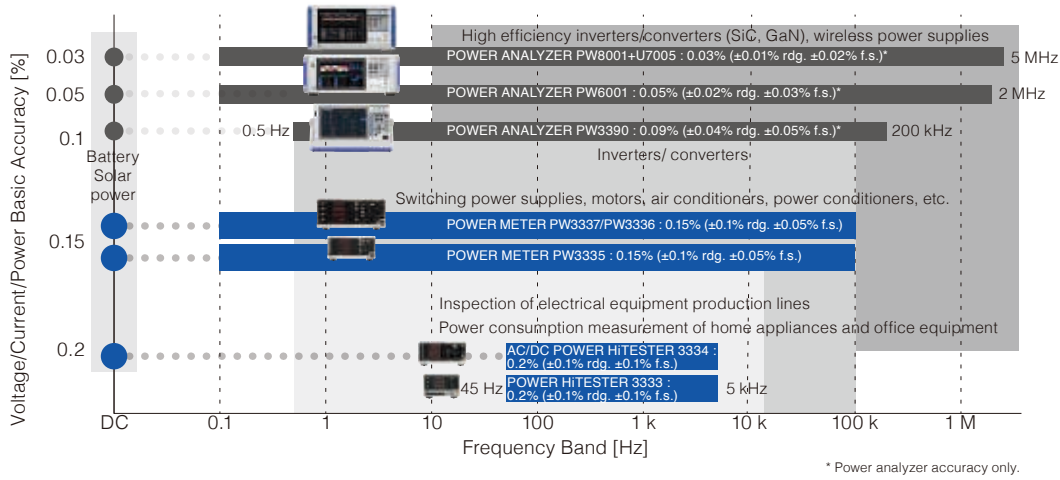 Voltage/Current/Power Basic Accuracy [%]
High efficiency inverters/converters (SiC, GaN), wireless power supplies
0.03
POWER ANALYZER PW8001+U7005 : 0.03% (±0.01% rdg. ±0.02% f.s.)*
5 MHz
0.05
POWER ANALYZER PW6001 : 0.05% (±0.02% rdg. ±0.03% f.s.)*
2 MHz
0.1
0.5 Hz
POWER ANALYZER PW3390 : 0.09% (±0.04% rdg. ±0.05% f.s.)*
200 kHz
Battery
Solar
power
Inverters/ converters
Switching power supplies, motors, air conditioners, power conditioners, etc.
0.15
POWER METER PW3337/PW3336 : 0.15% (±0.1% rdg. ±0.05% f.s.)
POWER METER PW3335 : 0.15% (±0.1% rdg. ±0.05% f.s.)
Inspection of electrical equipment production lines
Power consumption measurement of home appliances and office equipment
0.2
AC/DC POWER HiTESTER 3334 :
0.2% (±0.1% rdg. ±0.1% f.s.)
45 Hz
POWER HiTESTER 3333 :
0.2% (±0.1% rdg. ±0.1% f.s.)
5 kHz
DC
0.1
1
10
100
1 k
10 k
100 k
1 M
Frequency Band [Hz]
* Power analyzer accuracy only.